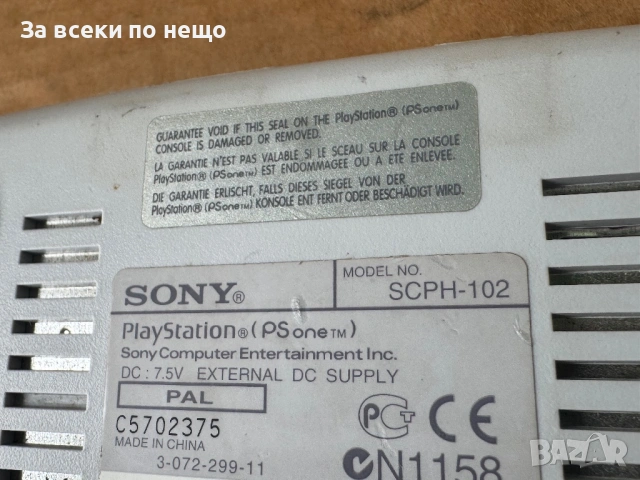 За всеки по нещо
GUARANTEE VOID IF THIS SEAL ON THE PlayStation® (PSone™)
CONSOLE IS DAMAGED OR REMOVED.
LA GARANTIE N'EST PAS VALABLE SI LE SCEAU SUR LA CONSOLE
PlayStation® (PSone™) EST ENDOMMAGEE OU A ETE ENLEVEE.
DIE GARANTIE ERLISCHT, FALLS DIESES SIEGEL VON DER
PlayStation® (PSone™) KONSOLE ENT FERNT ODER BESCHÄDIGT WIRD.
SONY®
MODEL NO.
SCPH-102
PlayStation® (PSone™)
Sony Computer Entertainment Inc.
DC : 7.5V EXTERNAL DC SUPPLY
PAL
C5702375
MADE IN CHINA
3-072-299-11
PCT CE
N1158
BAZAR